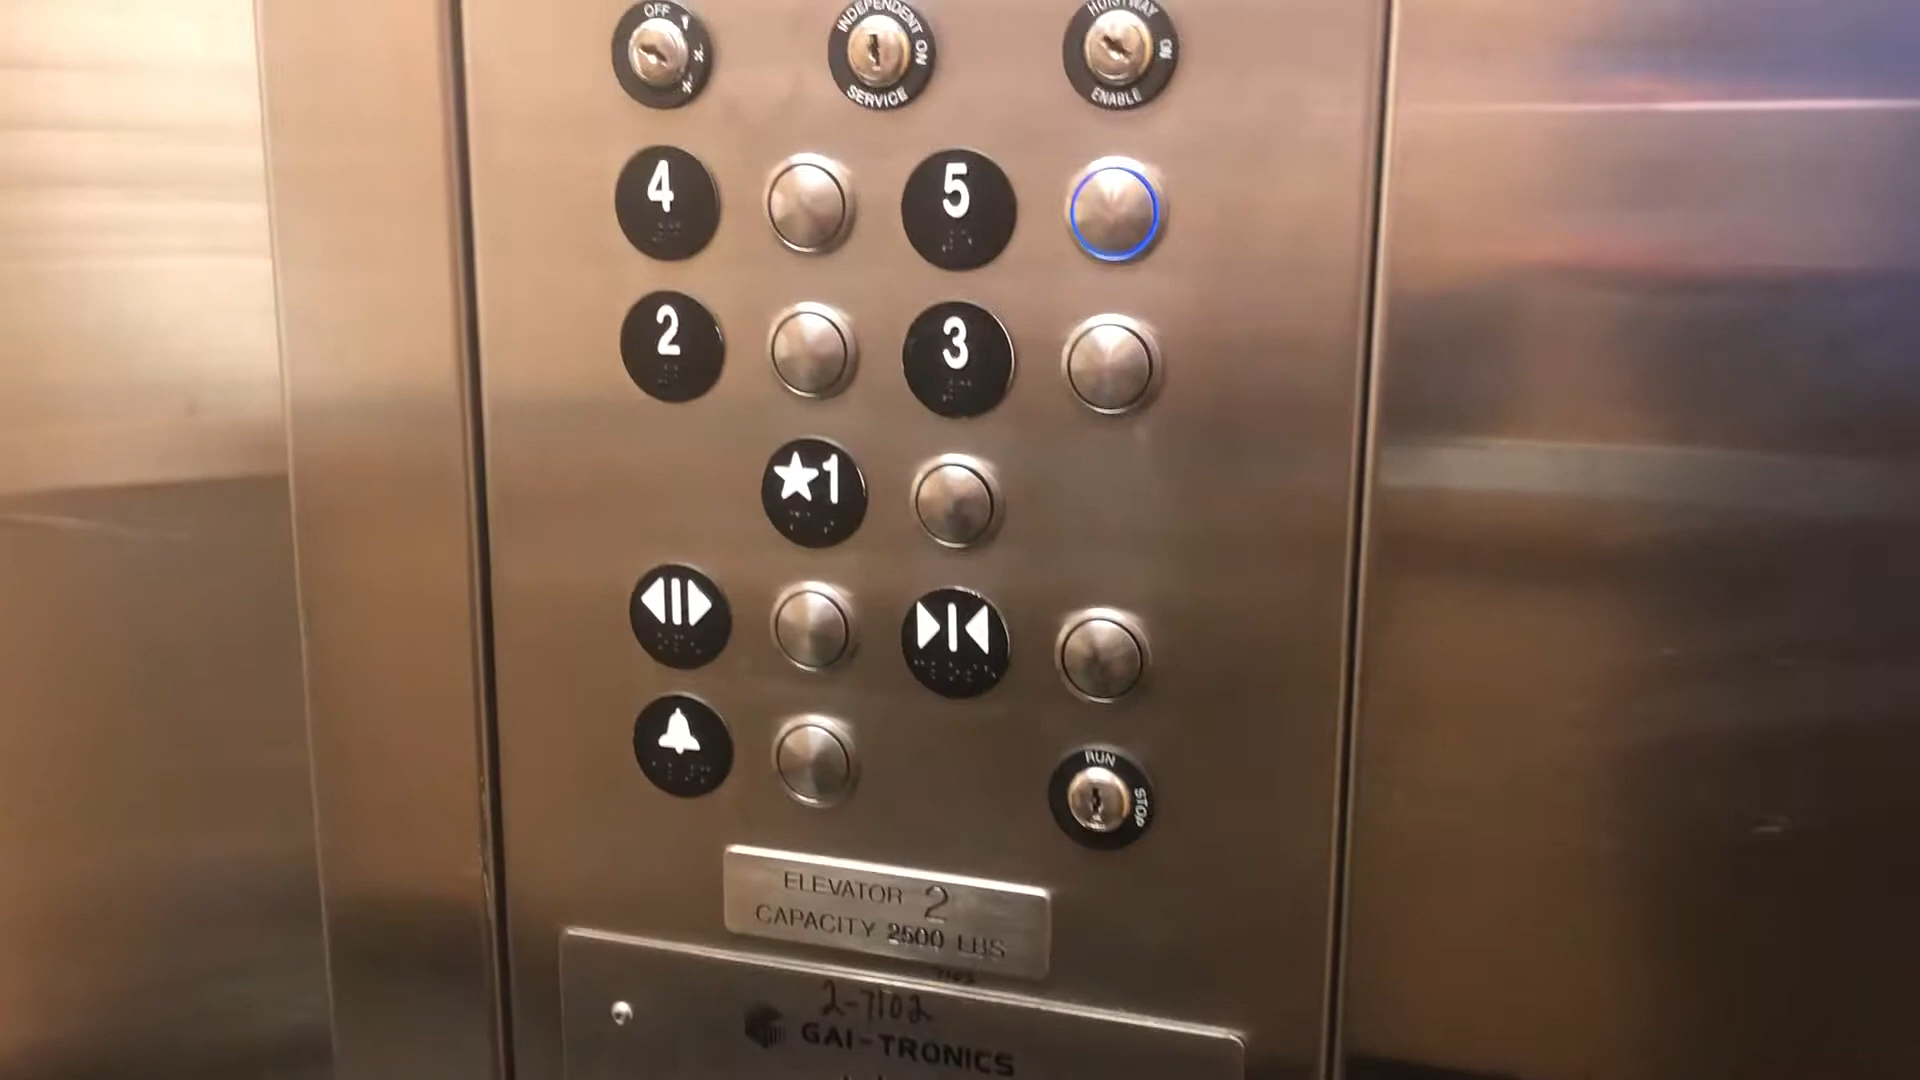 OFF
INDEPENDENT ON
SERVICE
HOISTWAY
ON
ENABLE
4
5
2
3
★1
RUN
STOP
ELEVATOR 2
CAPACITY 2500 LBS
2-7102
GAI-TRONICS